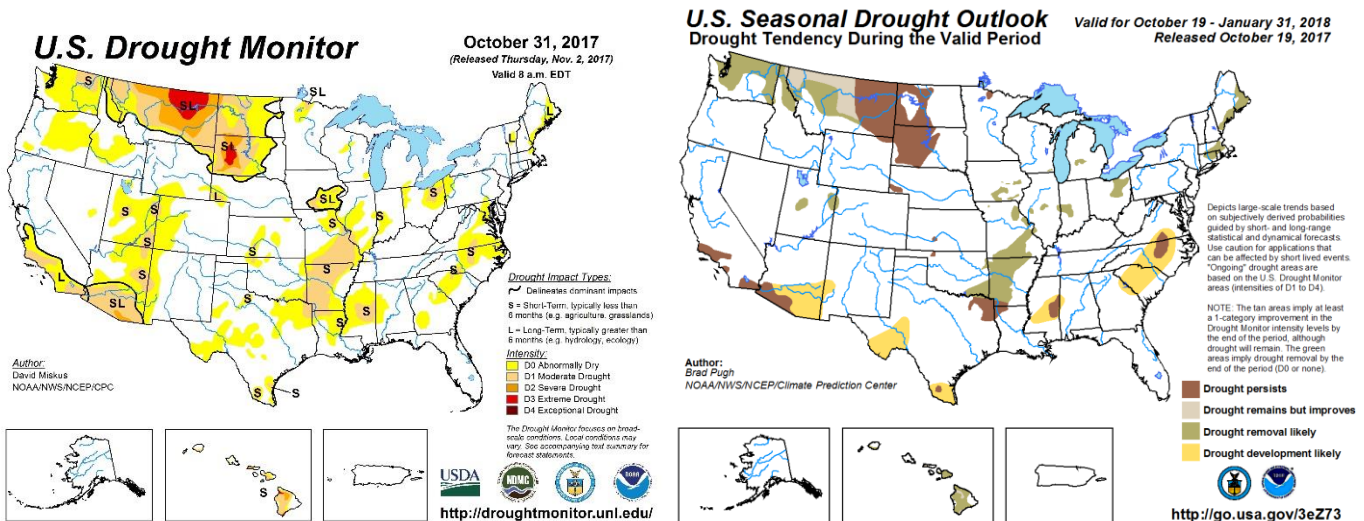 U.S. Drought Monitor
October 31, 2017
(Released Thursday, Nov. 2, 2017)
Valid 8 a.m. EDT
S
SL
SL
L
L
SL
L
SL
S
S
S
S
S
S
S
S
S
S
S
L
SL
S
S
S
S
S
S
Drought Impact Types:
Delineates dominant impacts
S = Short-Term, typically less than
6 months (e.g. agriculture, grasslands)
L = Long-Term, typically greater than
6 months (e.g. hydrology, ecology)
Intensity:
D0 Abnormally Dry
D1 Moderate Drought
D2 Severe Drought
D3 Extreme Drought
D4 Exceptional Drought
Author:
David Miskus
NOAA/NWS/NCEP/CPC
The Drought Monitor focuses on broad-
scale conditions. Local conditions may
vary. See accompanying text summary for
forecast statements.
S
USDA
NDMC
http://droughtmonitor.unl.edu/
U.S. Seasonal Drought Outlook
Drought Tendency During the Valid Period
Valid for October 19 - January 31, 2018
Released October 19, 2017
Depicts large-scale trends based
on subjectively derived probabilities
guided by short- and long-range
statistical and dynamical forecasts.
Use caution for applications that
can be affected by short lived events.
"Ongoing" drought areas are
based on the U.S. Drought Monitor
areas (intensities of D1 to D4).
NOTE: The tan areas imply at least
a 1-category improvement in the
Drought Monitor intensity levels by
the end of the period, although
drought will remain. The green
areas imply drought removal by the
end of the period (D0 or none).
Author:
Brad Pugh
NOAA/NWS/NCEP/Climate Prediction Center
Drought persists
Drought remains but improves
Drought removal likely
Drought development likely
http://go.usa.gov/3eZ73